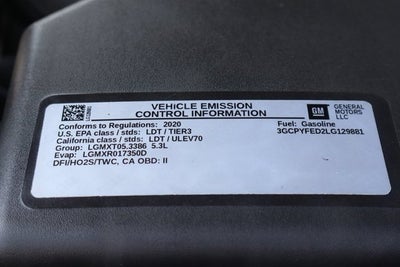 VEHICLE EMISSION
CONTROL INFORMATION
GM
GENERAL
MOTORS
LLC
Conforms to Regulations: 2020
Fuel: Gasoline
U.S. EPA class / stds: LDT / TIER3
3GCPYFED2LG129881
California class / stds: LDT / ULEV70
Group: LGMXT05.3386 5.3L
Evap: LGMXR017350D
DFI/HO2S/TWC, CA OBD: II